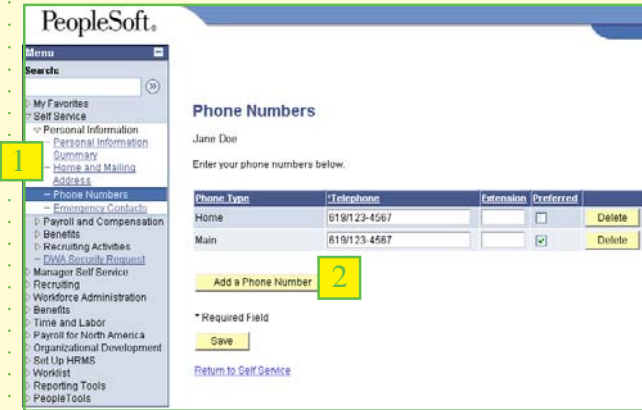 PeopleSoft.
Menu
Search:
My Favorites
Self Service
Personal Information
– Personal Information
Summary
1
– Home and Mailing
Address
– Phone Numbers
– Emergency Contacts
Payroll and Compensation
Benefits
Recruiting Activities
– DWA Security Request
Manager Self Service
Recruiting
Workforce Administration
Benefits
Time and Labor
Payroll for North America
Organizational Development
Set Up HRMS
Worklist
Reporting Tools
PeopleTools
Phone Numbers
Jane Doe
Enter your phone numbers below.
Phone Type *Telephone Extension Preferred
Home 619/123-4567 Delete
Main 619/123-4567 Delete
Add a Phone Number 2
* Required Field
Save
Return to Self Service